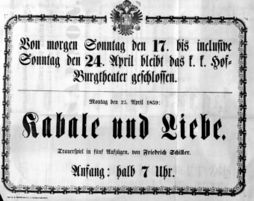 Von morgen Sonntag den 17. bis inclusive
Sonntag den 24. April bleibt das k. k. Hof-
Burgtheater geschlossen.
Montag den 25. April 1859:
Kabale und Liebe.
Trauerspiel in fünf Aufzügen, von Friedrich Schiller.
Anfang: halb 7 Uhr.